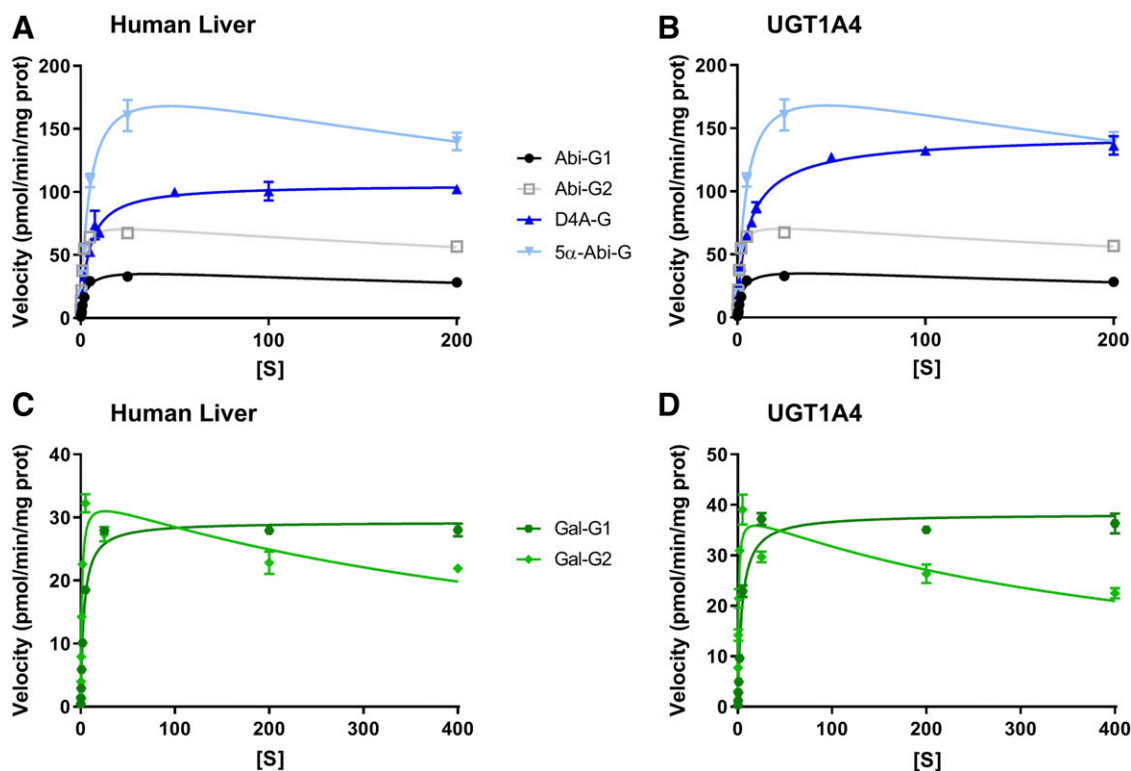 A
Human Liver
Velocity (pmol/min/mg prot)
200
150
100
50
0
0
100
200
[S]
Abi-G1
Abi-G2
D4A-G
5α-Abi-G
B
UGT1A4
Velocity (pmol/min/mg prot)
200
150
100
50
0
0
100
200
[S]
C
Human Liver
Velocity (pmol/min/mg prot)
40
30
20
10
0
0
100
200
300
400
[S]
Gal-G1
Gal-G2
D
UGT1A4
Velocity (pmol/min/mg prot)
50
40
30
20
10
0
0
100
200
300
400
[S]